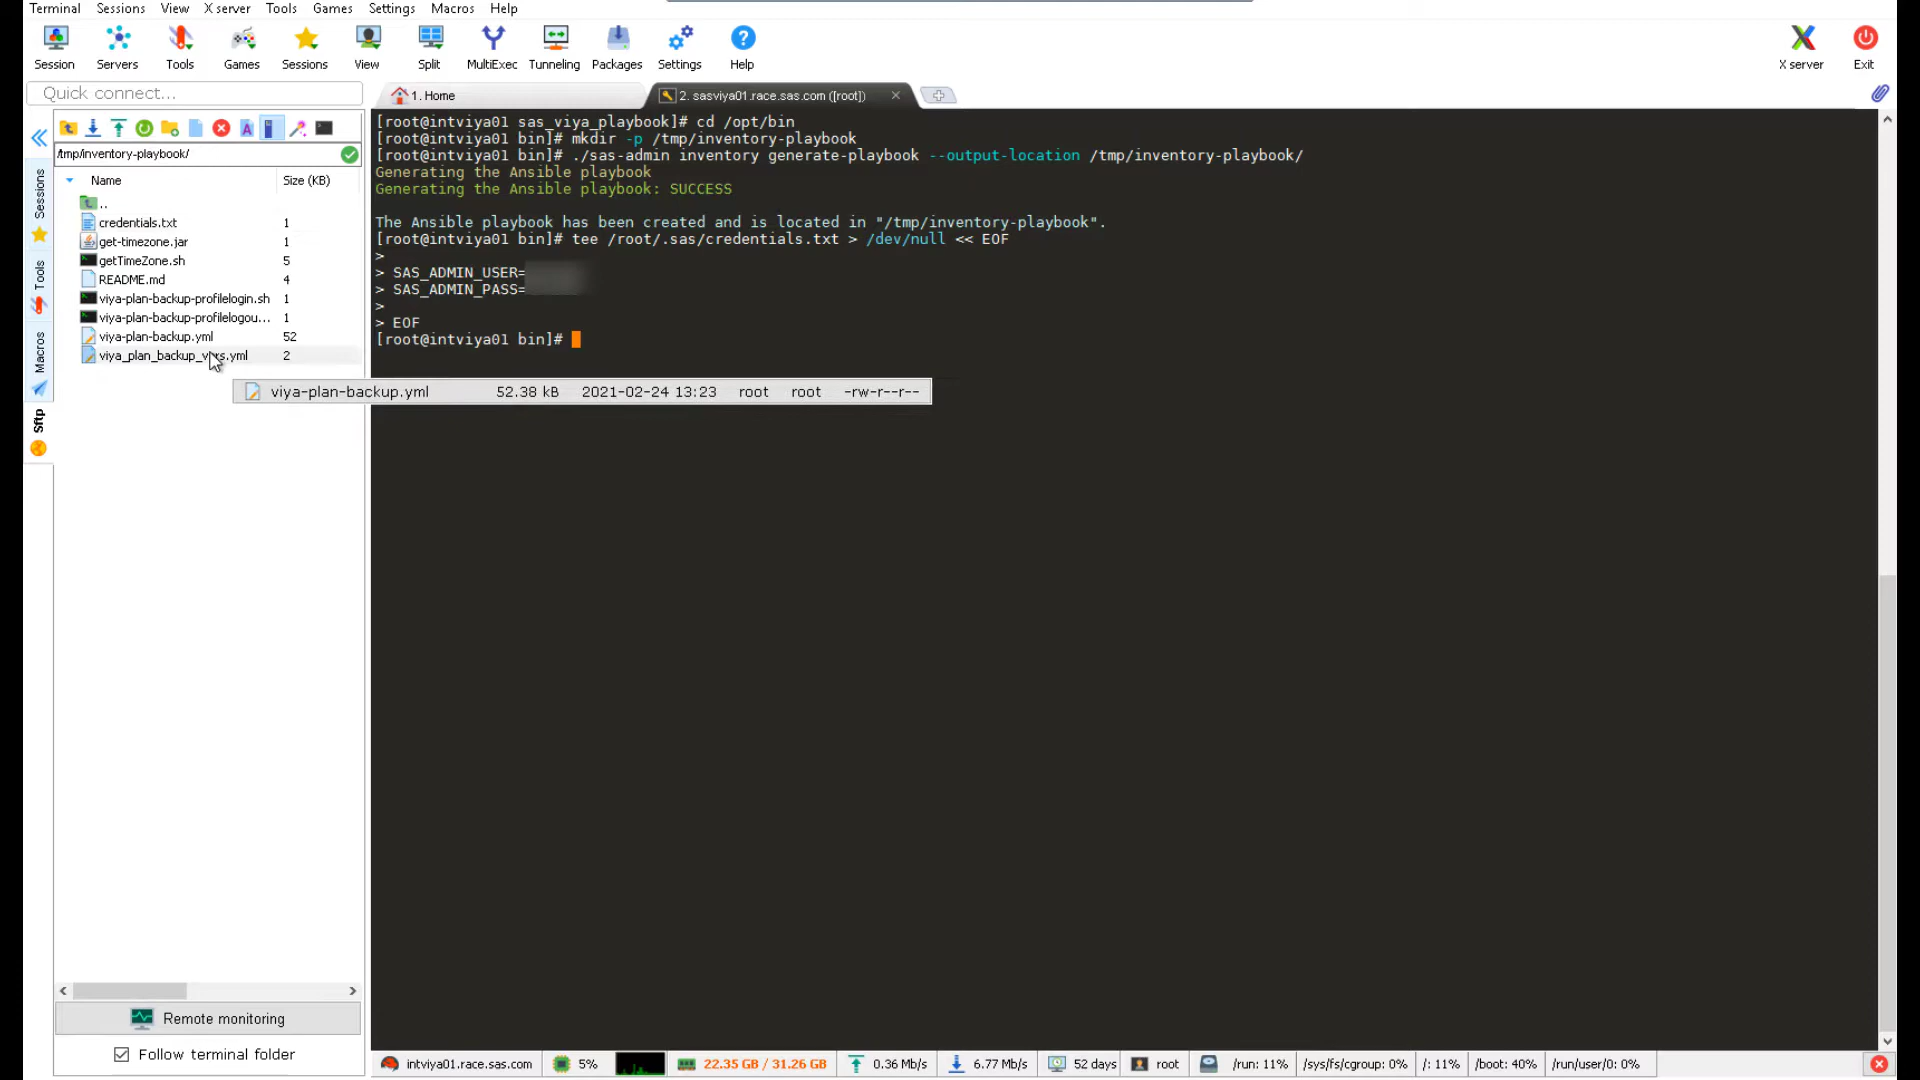 Terminal Sessions View X server Tools Games Settings Macros Help
Session Servers Tools Games Sessions View Split MultiExec Tunneling Packages Settings Help X server Exit
Quick connect...
1. Home
2. sasviya01.race.sas.com ([root])
/tmp/inventory-playbook/
Name Size (KB)
..
credentials.txt 1
get-timezone.jar 1
getTimeZone.sh 5
README.md 4
viya-plan-backup-profilelogin.sh 1
viya-plan-backup-profilelogou... 1
viya-plan-backup.yml 52
viya_plan_backup_vars.yml 2
Sessions
Tools
Macros
Sftp
[root@intviya01 sas_viya_playbook]# cd /opt/bin
[root@intviya01 bin]# mkdir -p /tmp/inventory-playbook
[root@intviya01 bin]# ./sas-admin inventory generate-playbook --output-location /tmp/inventory-playbook/
Generating the Ansible playbook
Generating the Ansible playbook: SUCCESS
The Ansible playbook has been created and is located in "/tmp/inventory-playbook".
[root@intviya01 bin]# tee /root/.sas/credentials.txt > /dev/null << EOF
>
> SAS_ADMIN_USER=
> SAS_ADMIN_PASS=
>
> EOF
[root@intviya01 bin]#
viya-plan-backup.yml 52.38 kB 2021-02-24 13:23 root root -rw-r--r--
Remote monitoring
Follow terminal folder
intviya01.race.sas.com 5% 22.35 GB / 31.26 GB 0.36 Mb/s 6.77 Mb/s 52 days root /run: 11% /sys/fs/cgroup: 0% /: 11% /boot: 40% /run/user/0: 0%